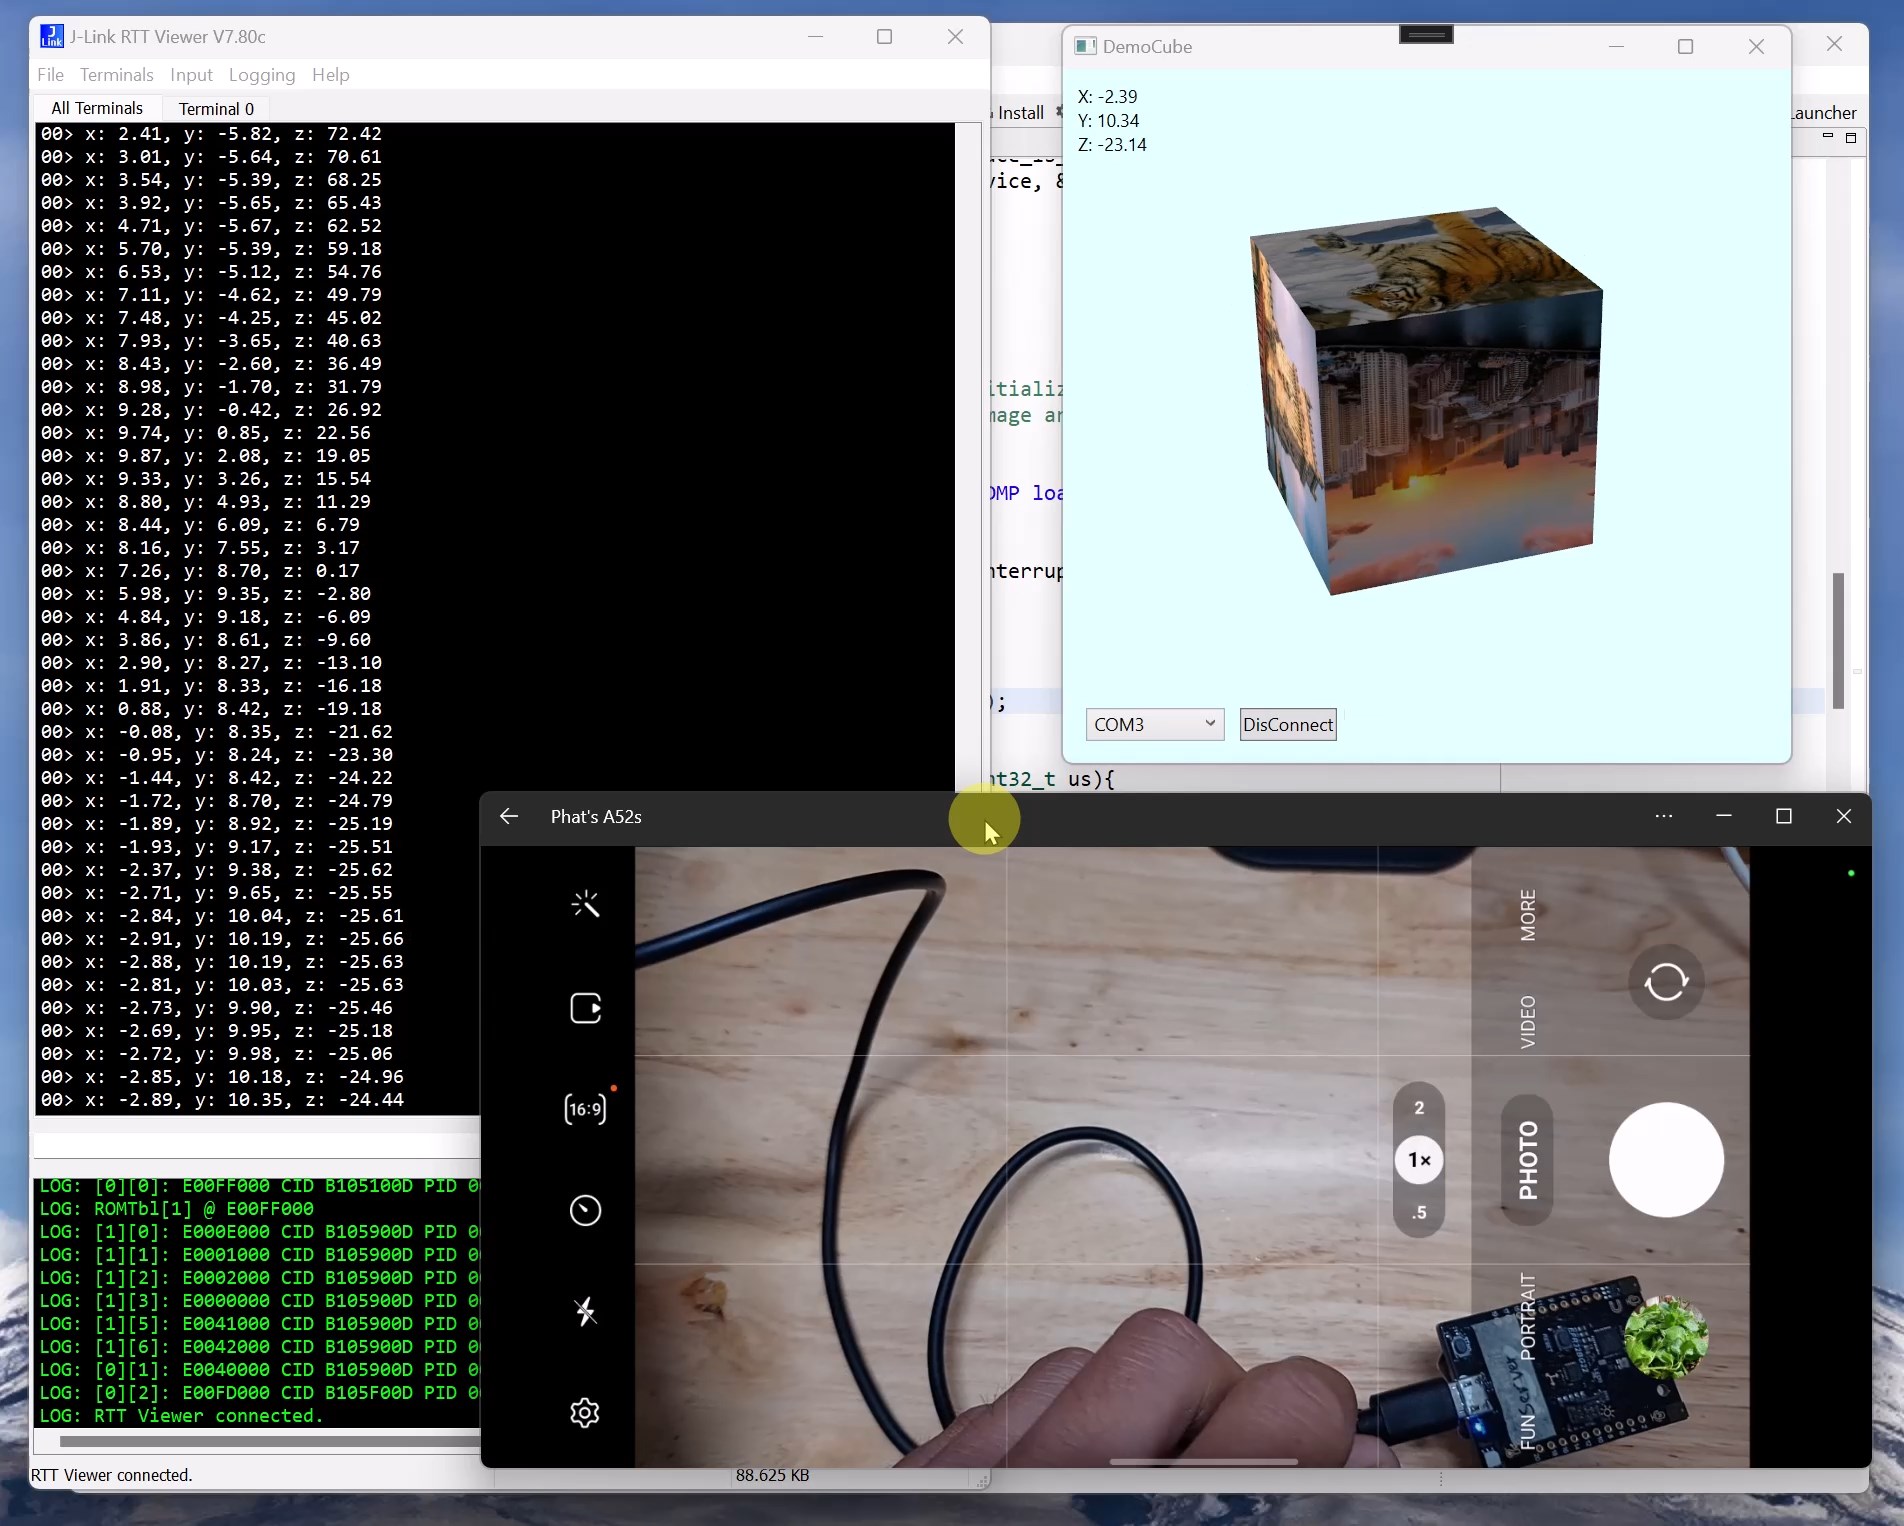 J-Link RTT Viewer V7.80c
File Terminals Input Logging Help
All Terminals Terminal 0
00> x: 2.41, y: -5.82, z: 72.42
00> x: 3.01, y: -5.64, z: 70.61
00> x: 3.54, y: -5.39, z: 68.25
00> x: 3.92, y: -5.65, z: 65.43
00> x: 4.71, y: -5.67, z: 62.52
00> x: 5.70, y: -5.39, z: 59.18
00> x: 6.53, y: -5.12, z: 54.76
00> x: 7.11, y: -4.62, z: 49.79
00> x: 7.48, y: -4.25, z: 45.02
00> x: 7.93, y: -3.65, z: 40.63
00> x: 8.43, y: -2.60, z: 36.49
00> x: 8.98, y: -1.70, z: 31.79
00> x: 9.28, y: -0.42, z: 26.92
00> x: 9.74, y: 0.85, z: 22.56
00> x: 9.87, y: 2.08, z: 19.05
00> x: 9.33, y: 3.26, z: 15.54
00> x: 8.80, y: 4.93, z: 11.29
00> x: 8.44, y: 6.09, z: 6.79
00> x: 8.16, y: 7.55, z: 3.17
00> x: 7.26, y: 8.70, z: 0.17
00> x: 5.98, y: 9.35, z: -2.80
00> x: 4.84, y: 9.18, z: -6.09
00> x: 3.86, y: 8.61, z: -9.60
00> x: 2.90, y: 8.27, z: -13.10
00> x: 1.91, y: 8.33, z: -16.18
00> x: 0.88, y: 8.42, z: -19.18
00> x: -0.08, y: 8.35, z: -21.62
00> x: -0.95, y: 8.24, z: -23.30
00> x: -1.44, y: 8.42, z: -24.22
00> x: -1.72, y: 8.70, z: -24.79
00> x: -1.89, y: 8.92, z: -25.19
00> x: -1.93, y: 9.17, z: -25.51
00> x: -2.37, y: 9.38, z: -25.62
00> x: -2.71, y: 9.65, z: -25.55
00> x: -2.84, y: 10.04, z: -25.61
00> x: -2.91, y: 10.19, z: -25.66
00> x: -2.88, y: 10.19, z: -25.63
00> x: -2.81, y: 10.03, z: -25.63
00> x: -2.73, y: 9.90, z: -25.46
00> x: -2.69, y: 9.95, z: -25.18
00> x: -2.72, y: 9.98, z: -25.06
00> x: -2.85, y: 10.18, z: -24.96
00> x: -2.89, y: 10.35, z: -24.44
LOG: [0][0]: E00FF000 CID B105100D PID 0
LOG: ROMTbl[1] @ E00FF000
LOG: [1][0]: E000E000 CID B105900D PID 0
LOG: [1][1]: E0001000 CID B105900D PID 0
LOG: [1][2]: E0002000 CID B105900D PID 0
LOG: [1][3]: E0000000 CID B105900D PID 0
LOG: [1][5]: E0041000 CID B105900D PID 0
LOG: [1][6]: E0042000 CID B105900D PID 0
LOG: [0][1]: E0040000 CID B105900D PID 0
LOG: [0][2]: E00FD000 CID B105F00D PID 0
LOG: RTT Viewer connected.
RTT Viewer connected.
88.625 KB
Install
Launcher
vice, &
itializ
mage ar
OMP loa
nterrup
);
nt32_t us){
DemoCube
X: -2.39
Y: 10.34
Z: -23.14
COM3
DisConnect
Phat's A52s
16:9
2
1×
.5
MORE
VIDEO
PHOTO
PORTRAIT
FUN
Server